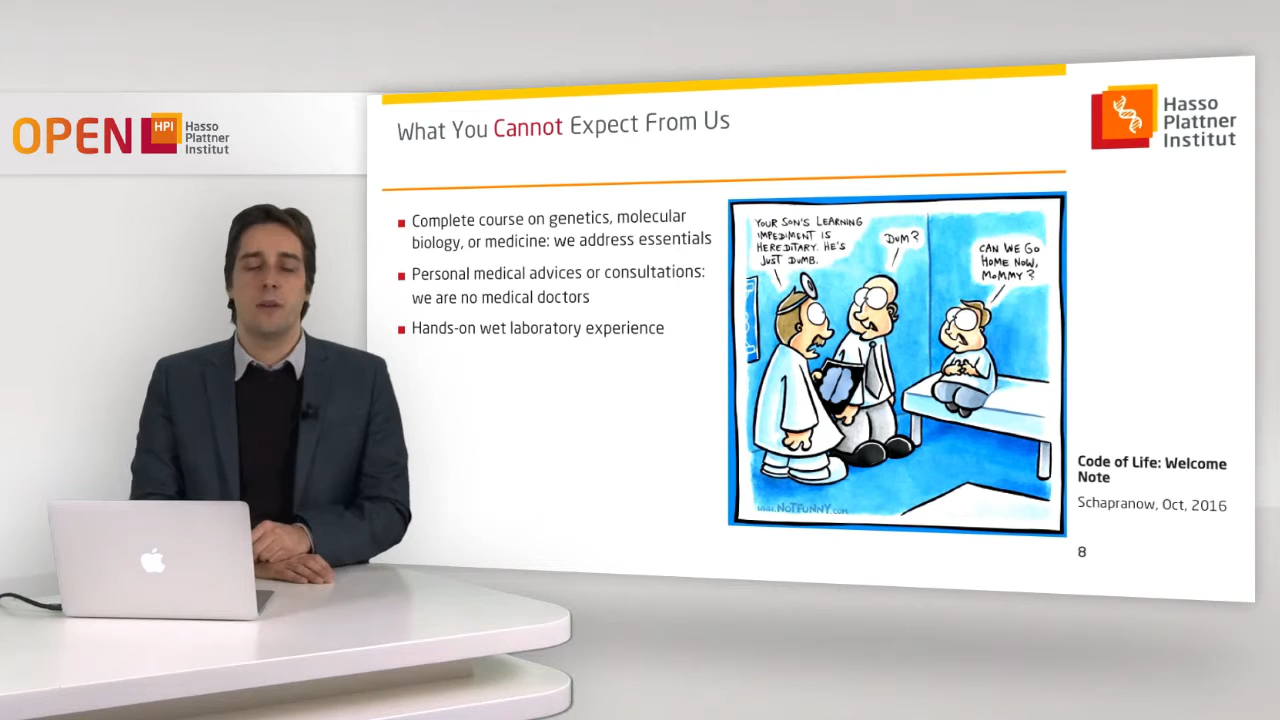 OPEN
HPI
Hasso
Plattner
Institut
What You Cannot Expect From Us
Hasso
Plattner
Institut
Complete course on genetics, molecular
biology, or medicine: we address essentials
Personal medical advices or consultations:
we are no medical doctors
Hands-on wet laboratory experience
YOUR SON'S LEARNING
IMPEDIMENT IS
HEREDITARY. HE'S
JUST DUMB.
DUM?
CAN WE GO
HOME NOW,
MOMMY?
www.NOTFUNNY.com
Code of Life: Welcome
Note
Schapranow, Oct, 2016
8